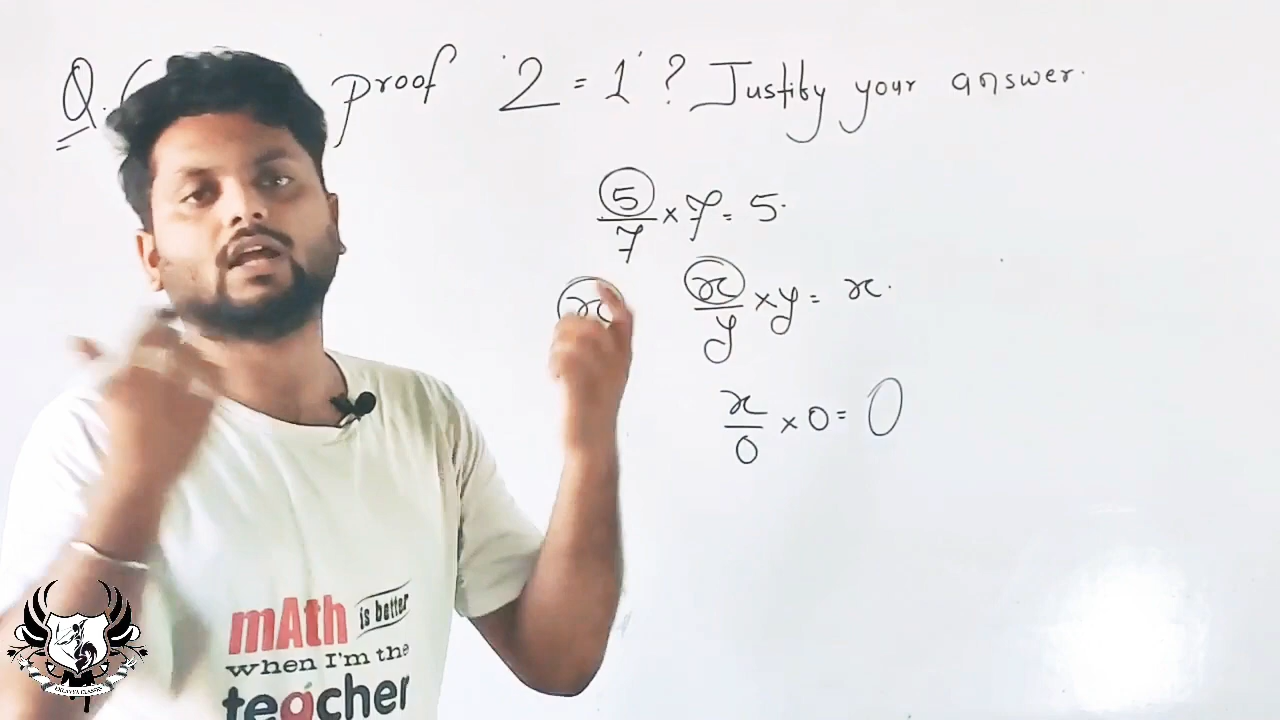 Q. ( proof '2 = 1' ? Justify your answer.
5/7 × 7 = 5.
x
x/y × y = x.
x/0 × 0 = 0
mAth is better
when I'm the
teacher